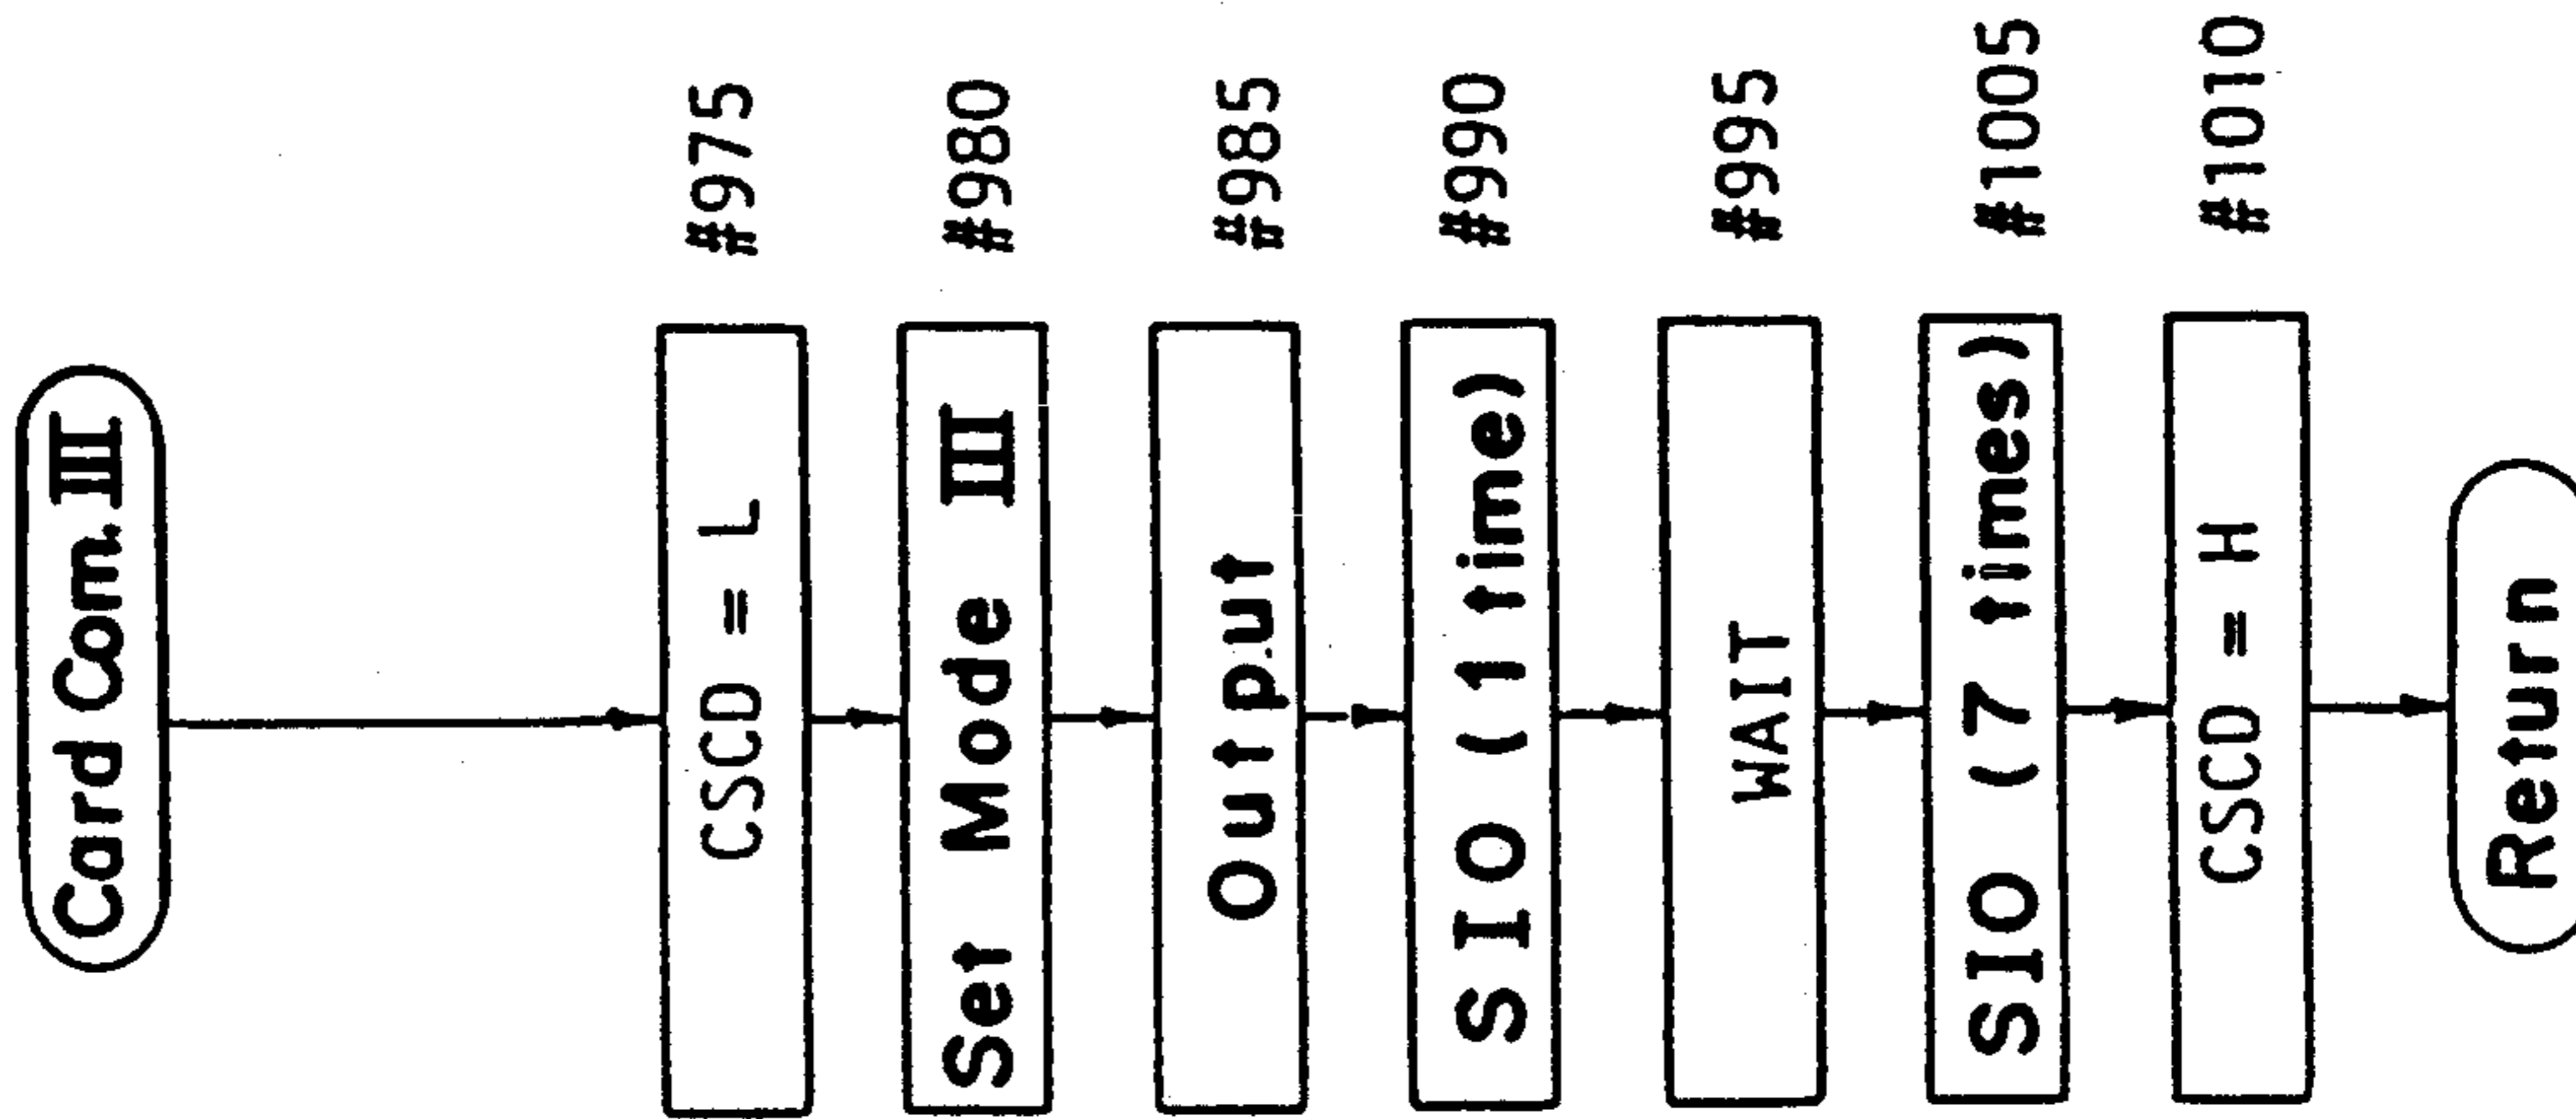 Card Com. III
CSCD = L #975
Set Mode III #980
Output #985
SIO (1 time) #990
WAIT #995
SIO (7 times) #1005
CSCD = H #1010
Return